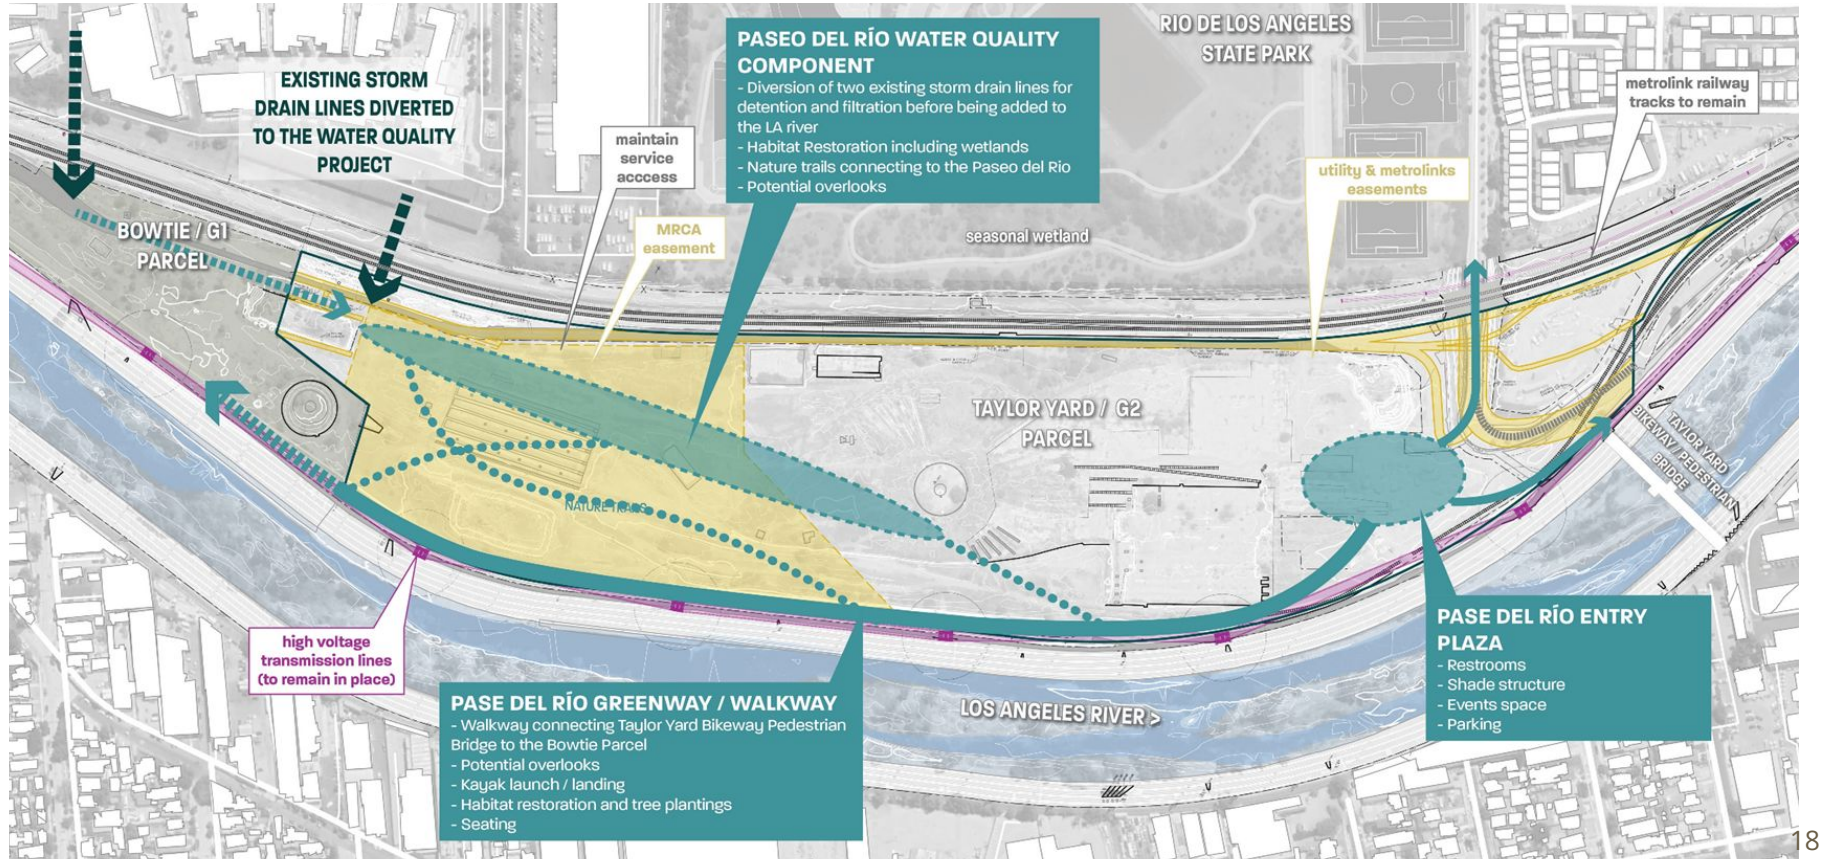 EXISTING STORM
DRAIN LINES DIVERTED
TO THE WATER QUALITY
PROJECT
PASEO DEL RÍO WATER QUALITY
COMPONENT
- Diversion of two existing storm drain lines for
detention and filtration before being added to
the LA river
- Habitat Restoration including wetlands
- Nature trails connecting to the Paseo del Rio
- Potential overlooks
RIO DE LOS ANGELES
STATE PARK
metrolink railway
tracks to remain
maintain
service
acccess
utility & metrolinks
easements
BOWTIE / G1
PARCEL
MRCA
easement
seasonal wetland
TAYLOR YARD / G2
PARCEL
TAYLOR YARD
BIKEWAY / PEDESTRIAN
BRIDGE
NATURE TRAILS
high voltage
transmission lines
(to remain in place)
PASE DEL RÍO GREENWAY / WALKWAY
- Walkway connecting Taylor Yard Bikeway Pedestrian
Bridge to the Bowtie Parcel
- Potential overlooks
- Kayak launch / landing
- Habitat restoration and tree plantings
- Seating
LOS ANGELES RIVER >
PASE DEL RÍO ENTRY
PLAZA
- Restrooms
- Shade structure
- Events space
- Parking
18